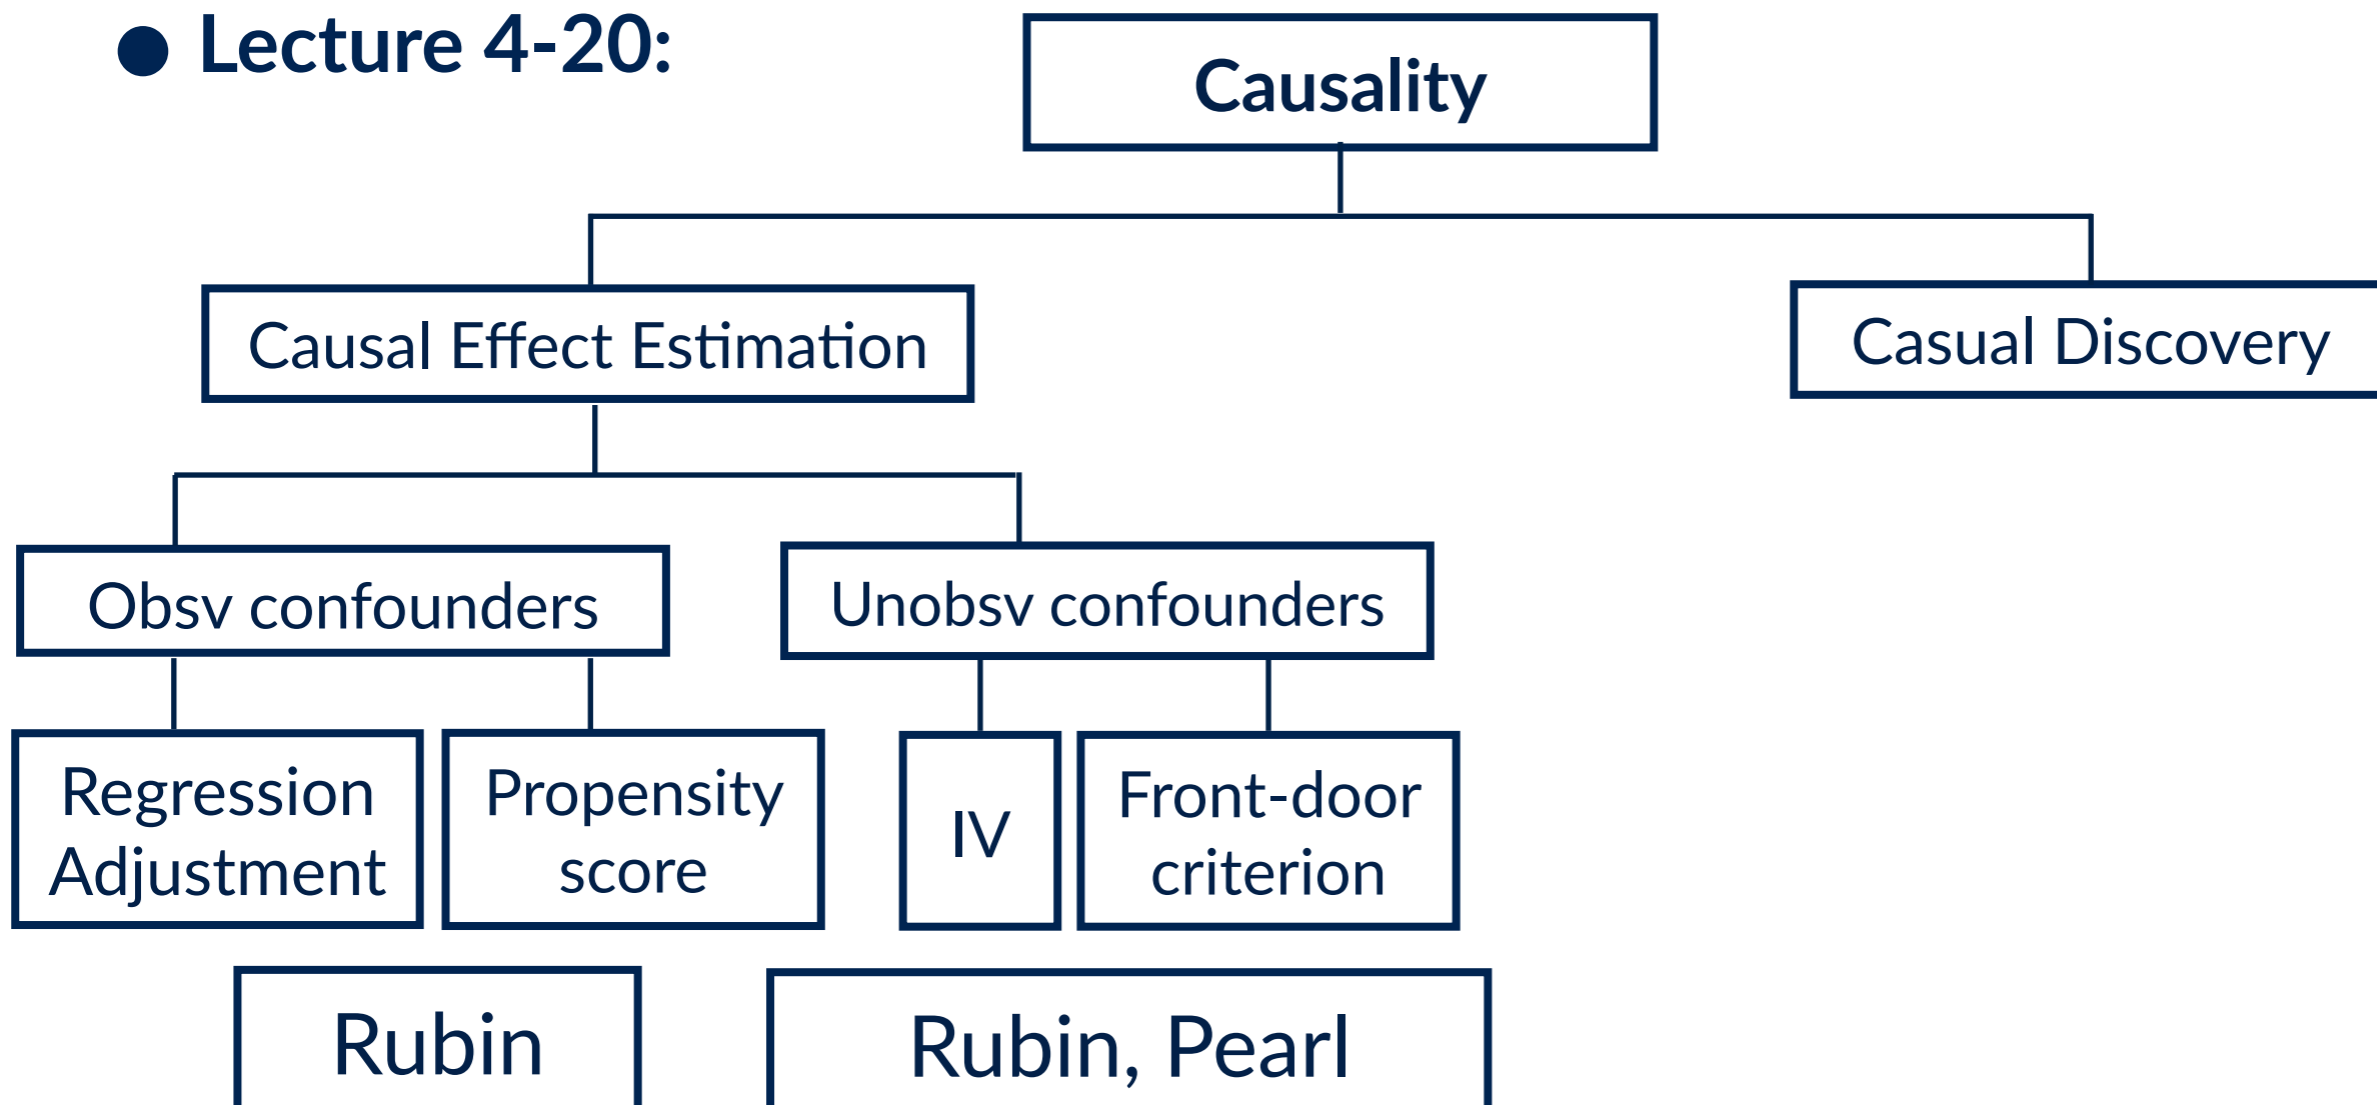 ● Lecture 4-20:
Causality
Causal Effect Estimation
Casual Discovery
Obsv confounders
Unobsv confounders
Regression
Adjustment
Propensity
score
IV
Front-door
criterion
Rubin
Rubin, Pearl